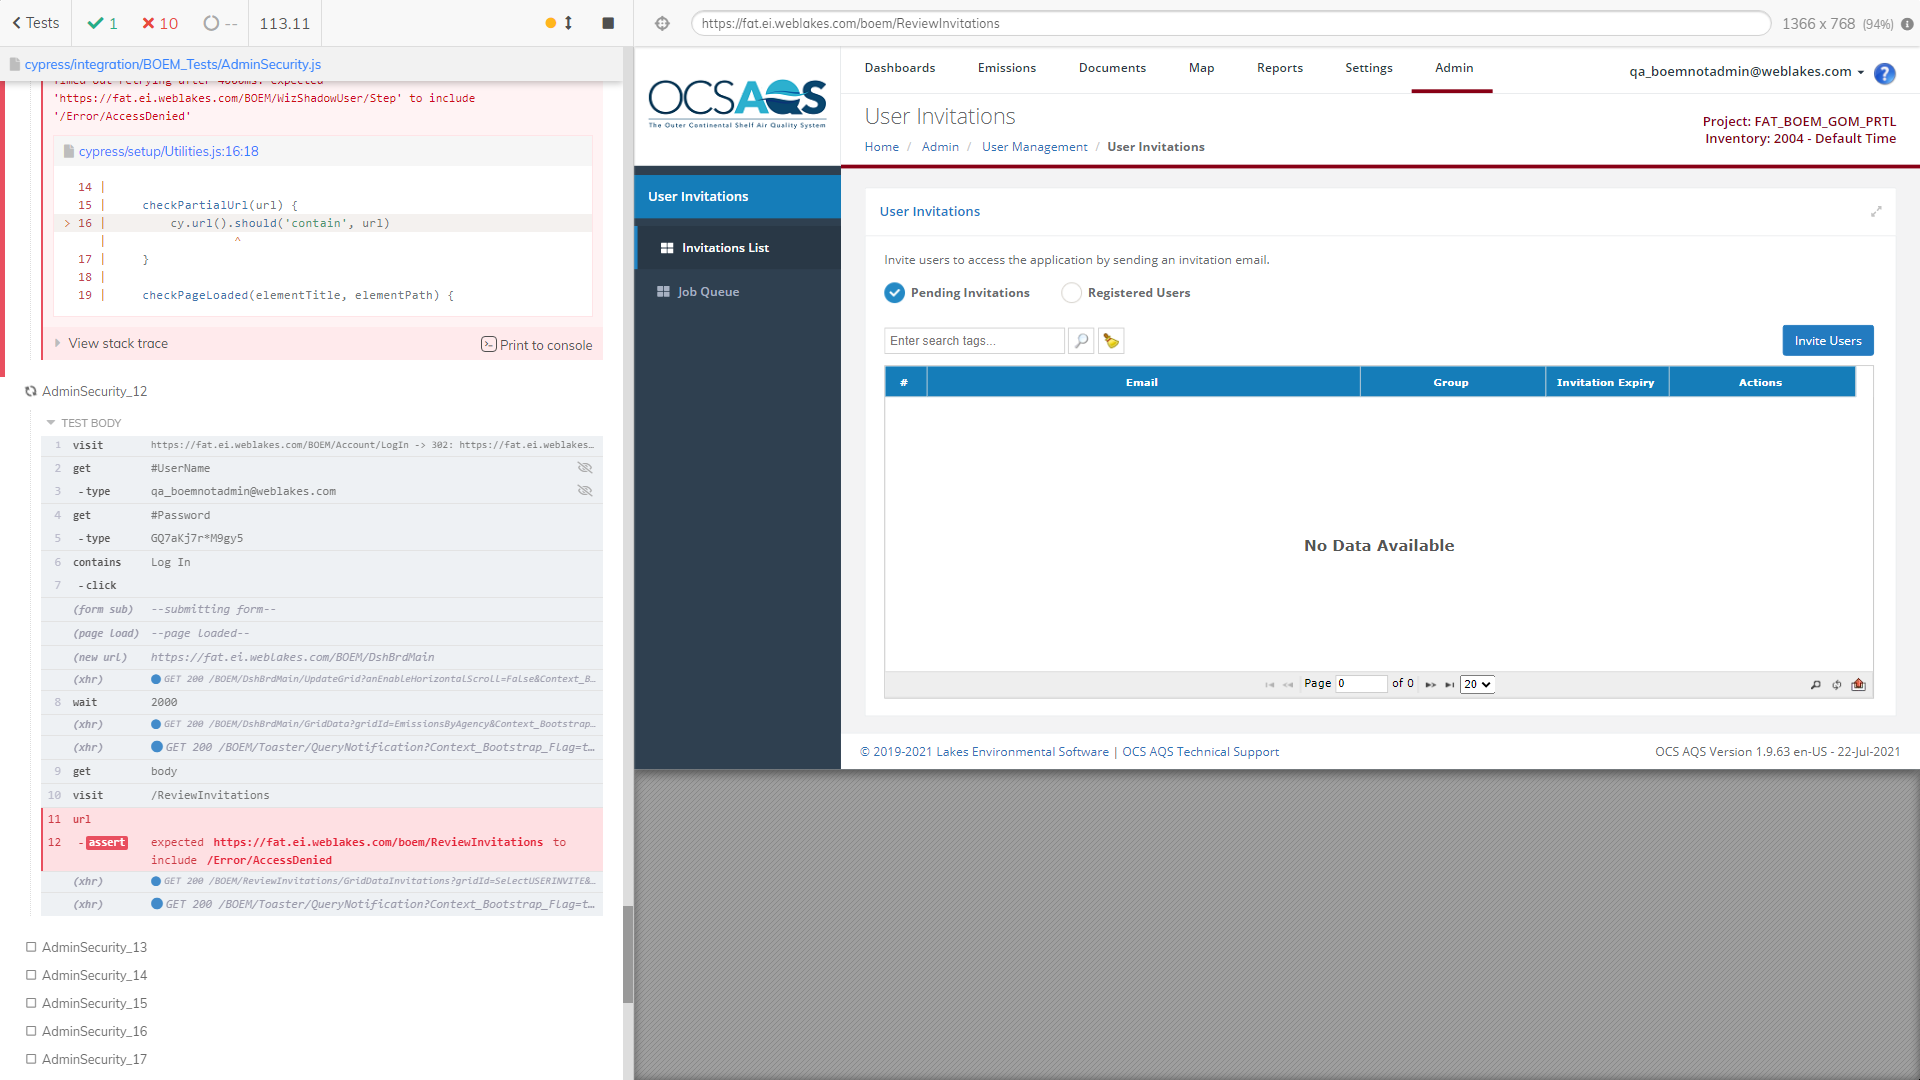 Tests
1
10
--
113.11
cypress/integration/BOEM_Tests/AdminSecurity.js
Timed out retrying after 4000ms: expected
'https://fat.ei.weblakes.com/BOEM/WizShadowUser/Step' to include
'/Error/AccessDenied'
cypress/setup/Utilities.js:16:18
14 |
15 | checkPartialUrl(url) {
> 16 | cy.url().should('contain', url)
| ^
17 | }
18 |
19 | checkPageLoaded(elementTitle, elementPath) {
View stack trace
Print to console
AdminSecurity_12
TEST BODY
1 visit https://fat.ei.weblakes.com/BOEM/Account/LogIn -> 302: https://fat.ei.weblakes...
2 get #UserName
3 -type qa_boemnotadmin@weblakes.com
4 get #Password
5 -type GQ7aKj7r*M9gy5
6 contains Log In
7 -click
(form sub) --submitting form--
(page load) --page loaded--
(new url) https://fat.ei.weblakes.com/BOEM/DshBrdMain
(xhr) GET 200 /BOEM/DshBrdMain/UpdateGrid?anEnableHorizontalScroll=False&Context_B...
8 wait 2000
(xhr) GET 200 /BOEM/DshBrdMain/GridData?gridId=EmissionsByAgency&Context_Bootstrap...
(xhr) GET 200 /BOEM/Toaster/QueryNotification?Context_Bootstrap_Flag=t...
9 get body
10 visit /ReviewInvitations
11 url
12 -assert expected https://fat.ei.weblakes.com/boem/ReviewInvitations to
include /Error/AccessDenied
(xhr) GET 200 /BOEM/ReviewInvitations/GridDataInvitations?gridId=SelectUSERINVITE&...
(xhr) GET 200 /BOEM/Toaster/QueryNotification?Context_Bootstrap_Flag=t...
AdminSecurity_13
AdminSecurity_14
AdminSecurity_15
AdminSecurity_16
AdminSecurity_17
https://fat.ei.weblakes.com/boem/ReviewInvitations
1366 x 768 (94%)
OCSAQS
The Outer Continental Shelf Air Quality System
Dashboards Emissions Documents Map Reports Settings Admin
qa_boemnotadmin@weblakes.com
?
User Invitations
Home / Admin / User Management / User Invitations
Project: FAT_BOEM_GOM_PRTL
Inventory: 2004 - Default Time
User Invitations
Invitations List
Job Queue
User Invitations
Invite users to access the application by sending an invitation email.
Pending Invitations Registered Users
Enter search tags...
Invite Users
# Email Group Invitation Expiry Actions
No Data Available
Page 0 of 0 20
© 2019-2021 Lakes Environmental Software | OCS AQS Technical Support
OCS AQS Version 1.9.63 en-US - 22-Jul-2021